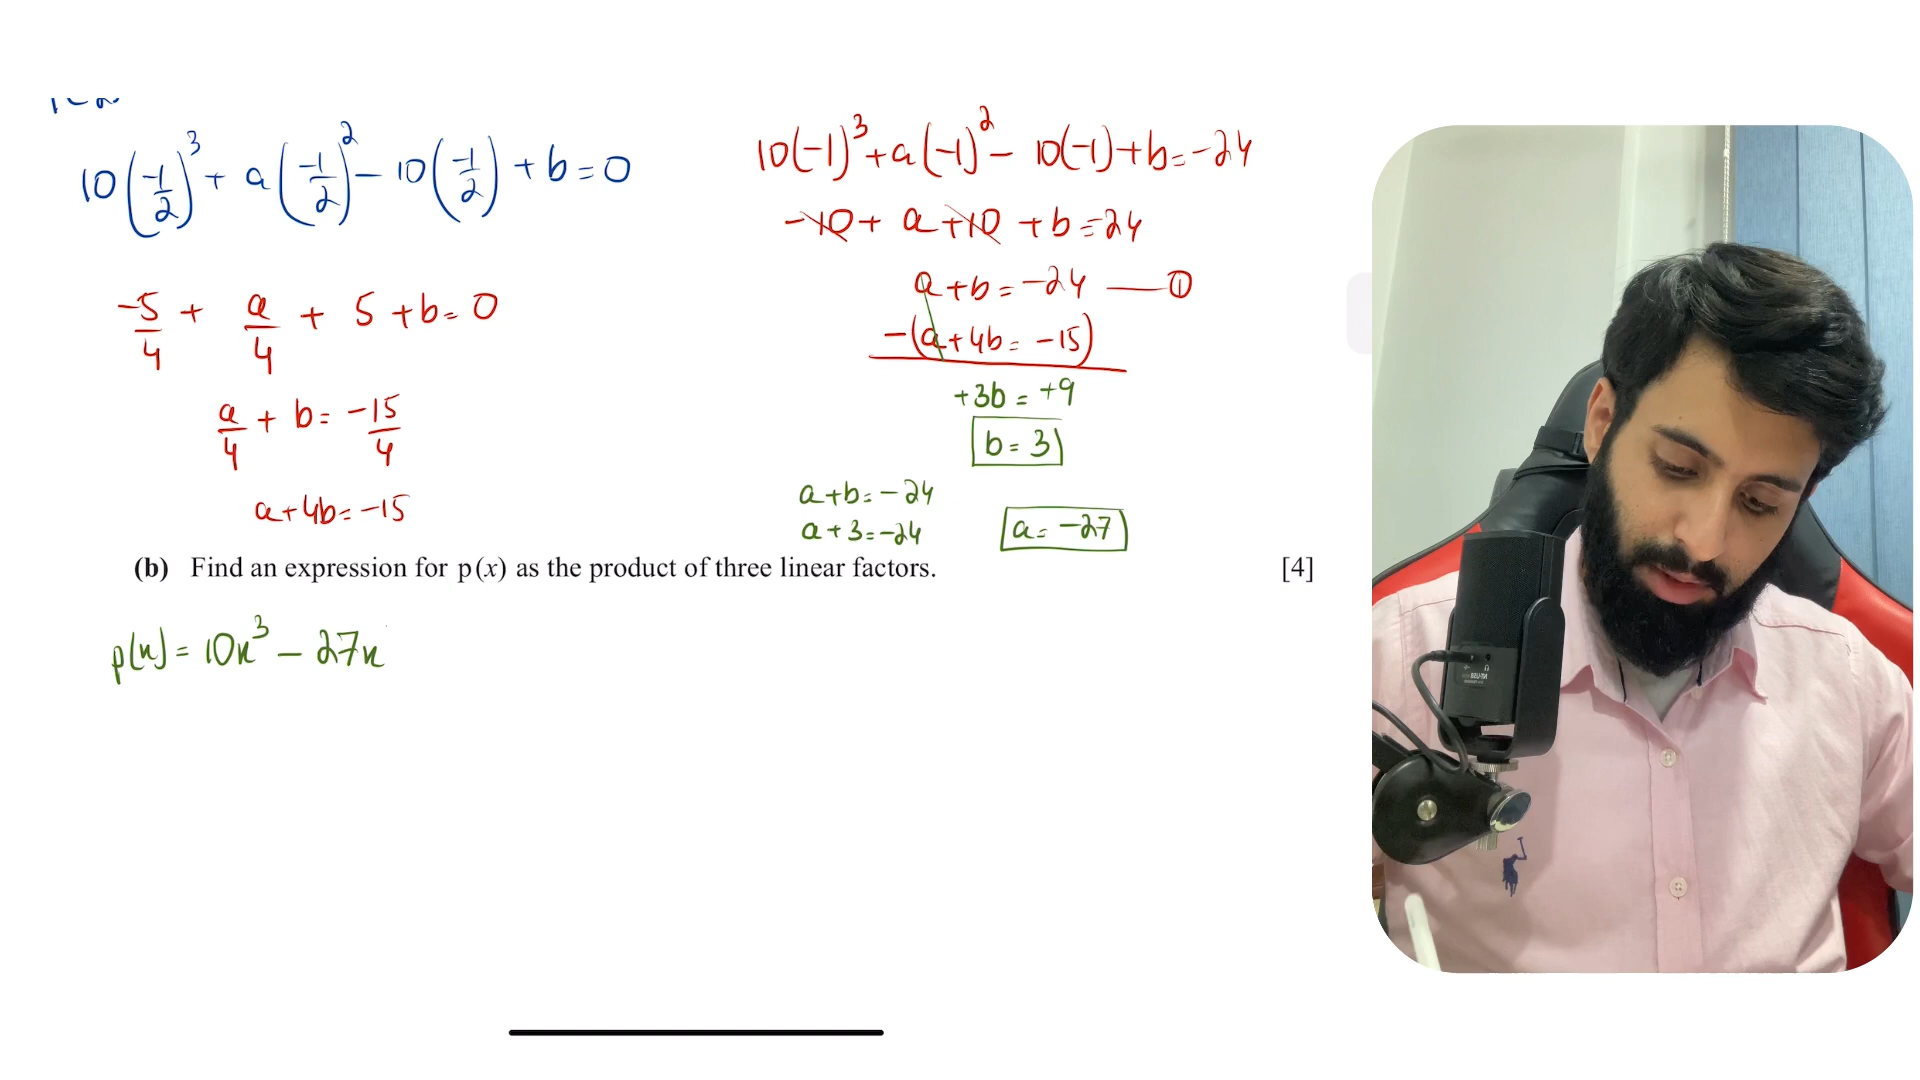 10(-1/2)^3 + a(-1/2)^2 - 10(-1/2) + b = 0
-5/4 + a/4 + 5 + b = 0
a/4 + b = -15/4
a + 4b = -15
10(-1)^3 + a(-1)^2 - 10(-1) + b = -24
-10 + a + 10 + b = 24
a + b = -24 — ①
-(a + 4b = -15)
+3b = +9
b = 3
a + b = -24
a + 3 = -24
a = -27
(b) Find an expression for p(x) as the product of three linear factors. [4]
p(x) = 10x^3 - 27x